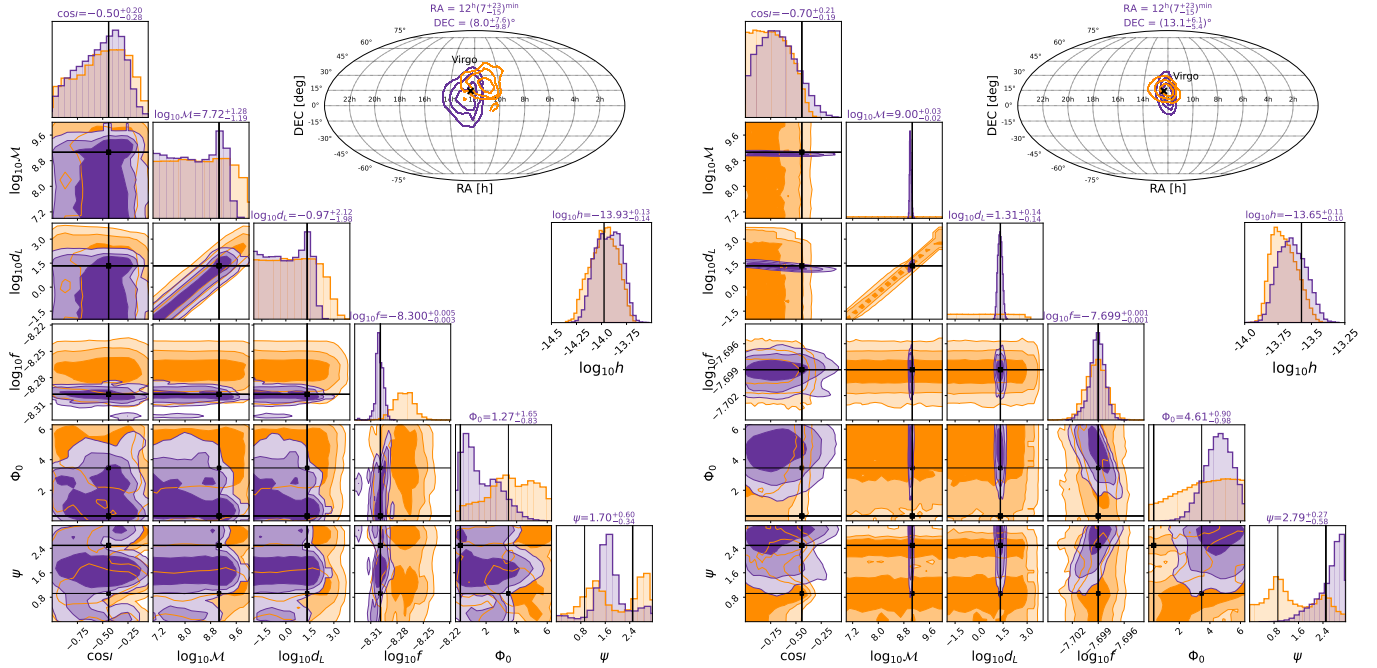 cosι=−0.50+0.20−0.28
RA = 12h(7+23−15)min
DEC = (8.0+7.6−9.8)°
75°
60°
45°
Virgo
30°
15°
0°
22h 20h 18h 16h 14h 12h 10h 8h 6h 4h 2h
−15°
−30°
−45°
−60°
−75°
DEC [deg]
RA [h]
log10ℳ=7.72+1.28−1.19
log10ℳ
9.6
8.8
8.0
7.2
log10dL=−0.97+2.12−1.98
log10dL
3.0
1.5
0.0
−1.5
log10h=−13.93+0.13−0.14
−14.5 −14.25 −14.0 −13.75
log10h
log10f=−8.300+0.005−0.003
log10f
−8.22
−8.25
−8.28
−8.31
Φ0=1.27+1.65−0.83
Φ0
6
4
2
ψ=1.70+0.60−0.34
ψ
2.4
1.6
0.8
−0.75 −0.50 −0.25
7.2 8.0 8.8 9.6
−1.5 0.0 1.5 3.0
−8.31 −8.28 −8.25 −8.22
2 4 6
0.8 1.6 2.4
cosι log10ℳ log10dL log10f Φ0 ψ
cosι=−0.70+0.21−0.19
RA = 12h(7+23−15)min
DEC = (13.1+6.1−5.4)°
75°
60°
45°
30°
Virgo
15°
0°
22h 20h 18h 16h 14h 12h 10h 8h 6h 4h 2h
−15°
−30°
−45°
−60°
−75°
DEC [deg]
RA [h]
log10ℳ=9.00+0.03−0.02
log10ℳ
9.6
8.8
8.0
7.2
log10dL=1.31+0.14−0.14
log10dL
3.0
1.5
0.0
−1.5
log10h=−13.65+0.11−0.10
−14.0 −13.75 −13.5 −13.25
log10h
log10f=−7.699+0.001−0.001
log10f
−7.696
−7.699
−7.702
Φ0=4.61+0.90−0.98
Φ0
6
4
2
ψ=2.79+0.27−0.58
ψ
2.4
1.6
0.8
−0.75 −0.50 −0.25
7.2 8.0 8.8 9.6
−1.5 0.0 1.5 3.0
−7.702 −7.699 −7.696
2 4 6
0.8 1.6 2.4
cosι log10ℳ log10dL log10f Φ0 ψ